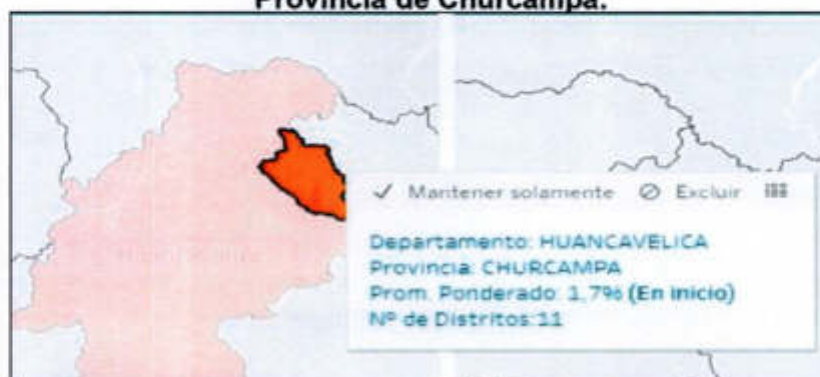 Provincia de Churcampa.
✓ Mantener solamente ⊘ Excluir
Departamento: HUANCAVELICA
Provincia: CHURCAMPA
Prom. Ponderado: 1,7% (En inicio)
Nº de Distritos:11